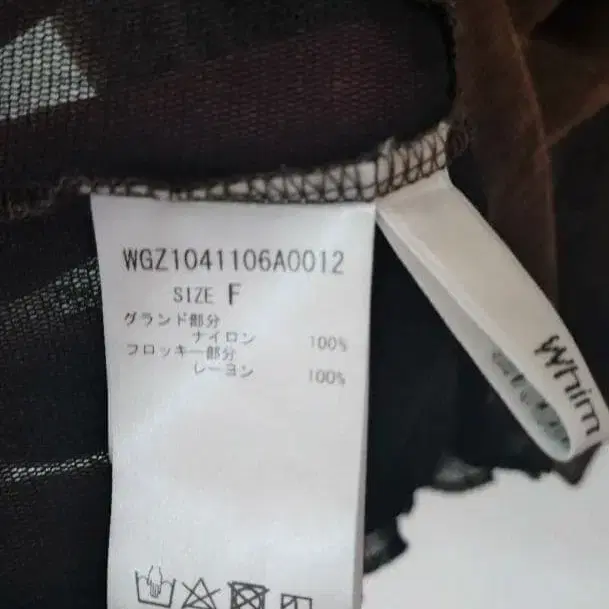 WGZ1041106A0012
SIZE F
グランド部分
ナイロン 100%
フロッキー部分
レーヨン 100%
Whim